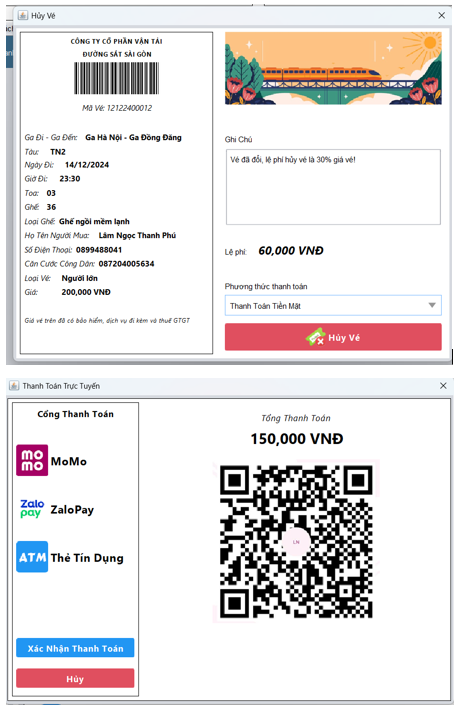 Hủy Vé
CÔNG TY CỔ PHẦN VẬN TẢI
ĐƯỜNG SẮT SÀI GÒN
Mã Vé: 12122400012
Ga Đi - Ga Đến: Ga Hà Nội - Ga Đồng Đăng
Tàu: TN2
Ngày Đi: 14/12/2024
Giờ Đi: 23:30
Toa: 03
Ghế: 36
Loại Ghế: Ghế ngồi mềm lạnh
Họ Tên Người Mua: Lâm Ngọc Thanh Phú
Số Điện Thoại: 0899488041
Căn Cước Công Dân: 087204005634
Loại Vé: Người lớn
Giá: 200,000 VNĐ
Giá vé trên đã có bảo hiểm, dịch vụ đi kèm và thuế GTGT
Ghi Chú
Vé đã đổi, lệ phí hủy vé là 30% giá vé!
Lệ phí: 60,000 VNĐ
Phương thức thanh toán
Thanh Toán Tiền Mặt
Hủy Vé
Thanh Toán Trực Tuyến
Cổng Thanh Toán
mo
mo
MoMo
Zalo
pay
ZaloPay
ATM
Thẻ Tín Dụng
Xác Nhận Thanh Toán
Hủy
Tổng Thanh Toán
150,000 VNĐ
LN